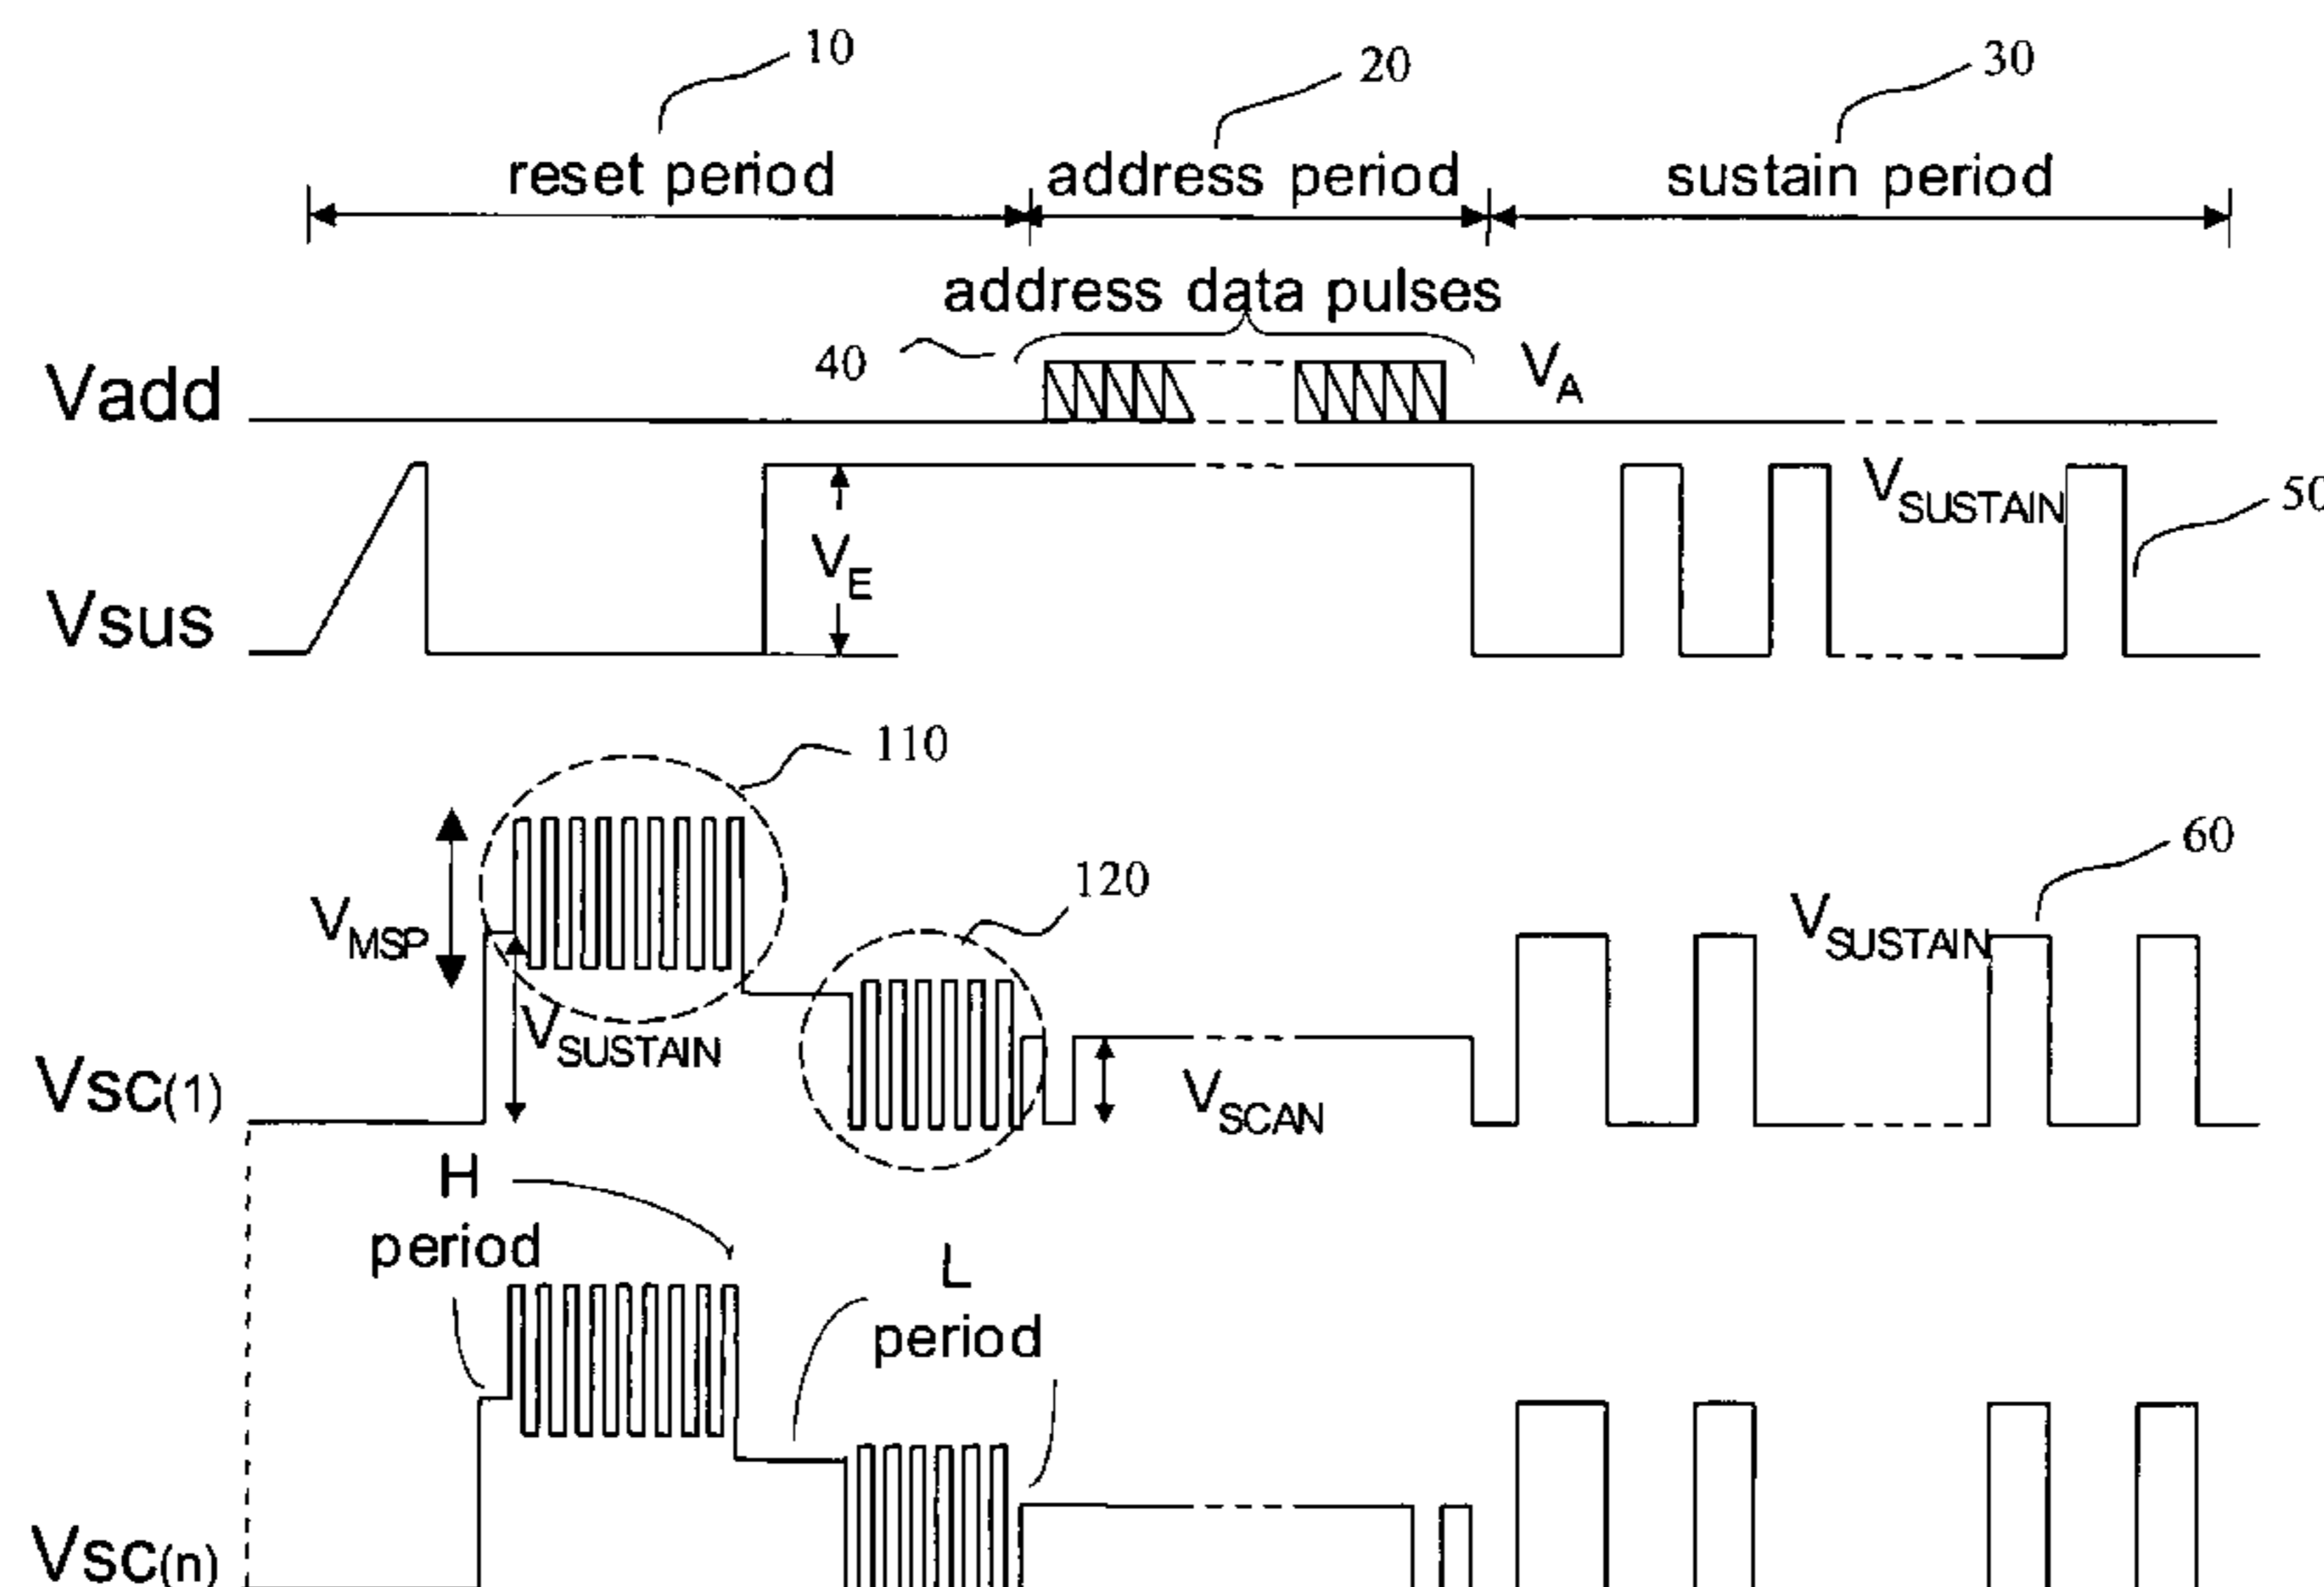 10
20
30
reset period
address period
sustain period
address data pulses
40
VA
Vadd
VSUSTAIN
50
VE
Vsus
110
60
120
VMSP
VSUSTAIN
VSUSTAIN
Vsc(1)
VSCAN
H
period
L
period
Vsc(n)